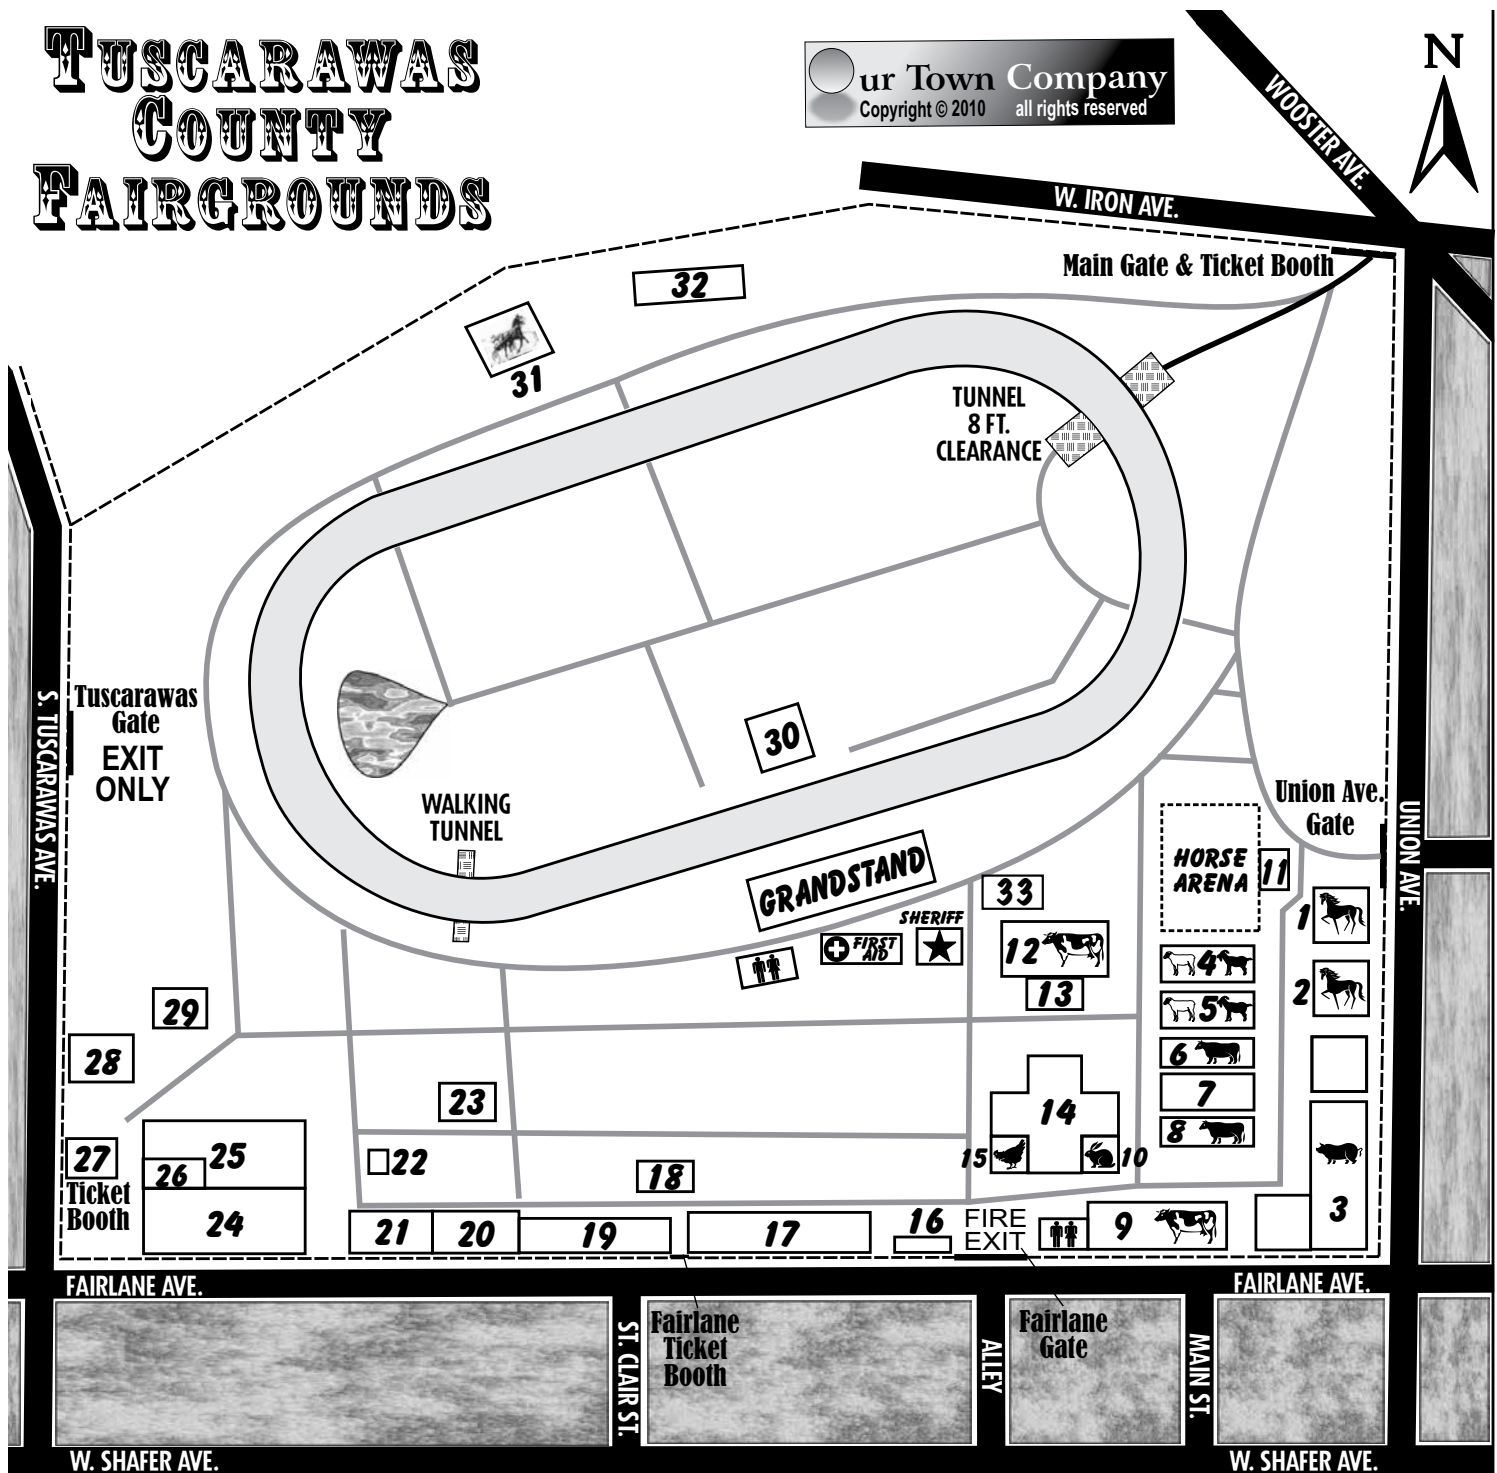 TUSCARAWAS
COUNTY
FAIRGROUNDS
Our Town Company
Copyright © 2010 all rights reserved
N
WOOSTER AVE.
W. IRON AVE.
Main Gate & Ticket Booth
32
31
TUNNEL
8 FT.
CLEARANCE
S. TUSCARAWAS AVE.
Tuscarawas
Gate
EXIT
ONLY
30
WALKING
TUNNEL
Union Ave.
Gate
UNION AVE.
GRANDSTAND
HORSE
ARENA
11
33
SHERIFF
FIRST
AID
1
12
4
13
2
5
29
28
6
23
7
14
8
25
27
26
22
15
10
18
Ticket
Booth
24
21
20
19
17
16
FIRE
EXIT
9
3
FAIRLANE AVE.
FAIRLANE AVE.
Fairlane
Ticket
Booth
Fairlane
Gate
ST. CLAIR ST.
ALLEY
MAIN ST.
W. SHAFER AVE.
W. SHAFER AVE.